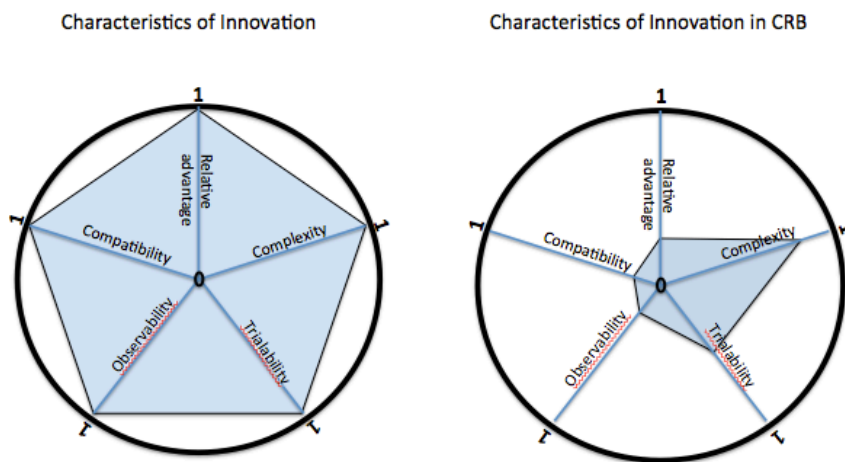 Characteristics of Innovation
1
Relative
advantage
1
Compatibility
Complexity
1
0
Observability
Trialability
1
1
Characteristics of Innovation in CRB
1
Relative
advantage
1
Compatibility
Complexity
1
0
Observability
Trialability
1
1